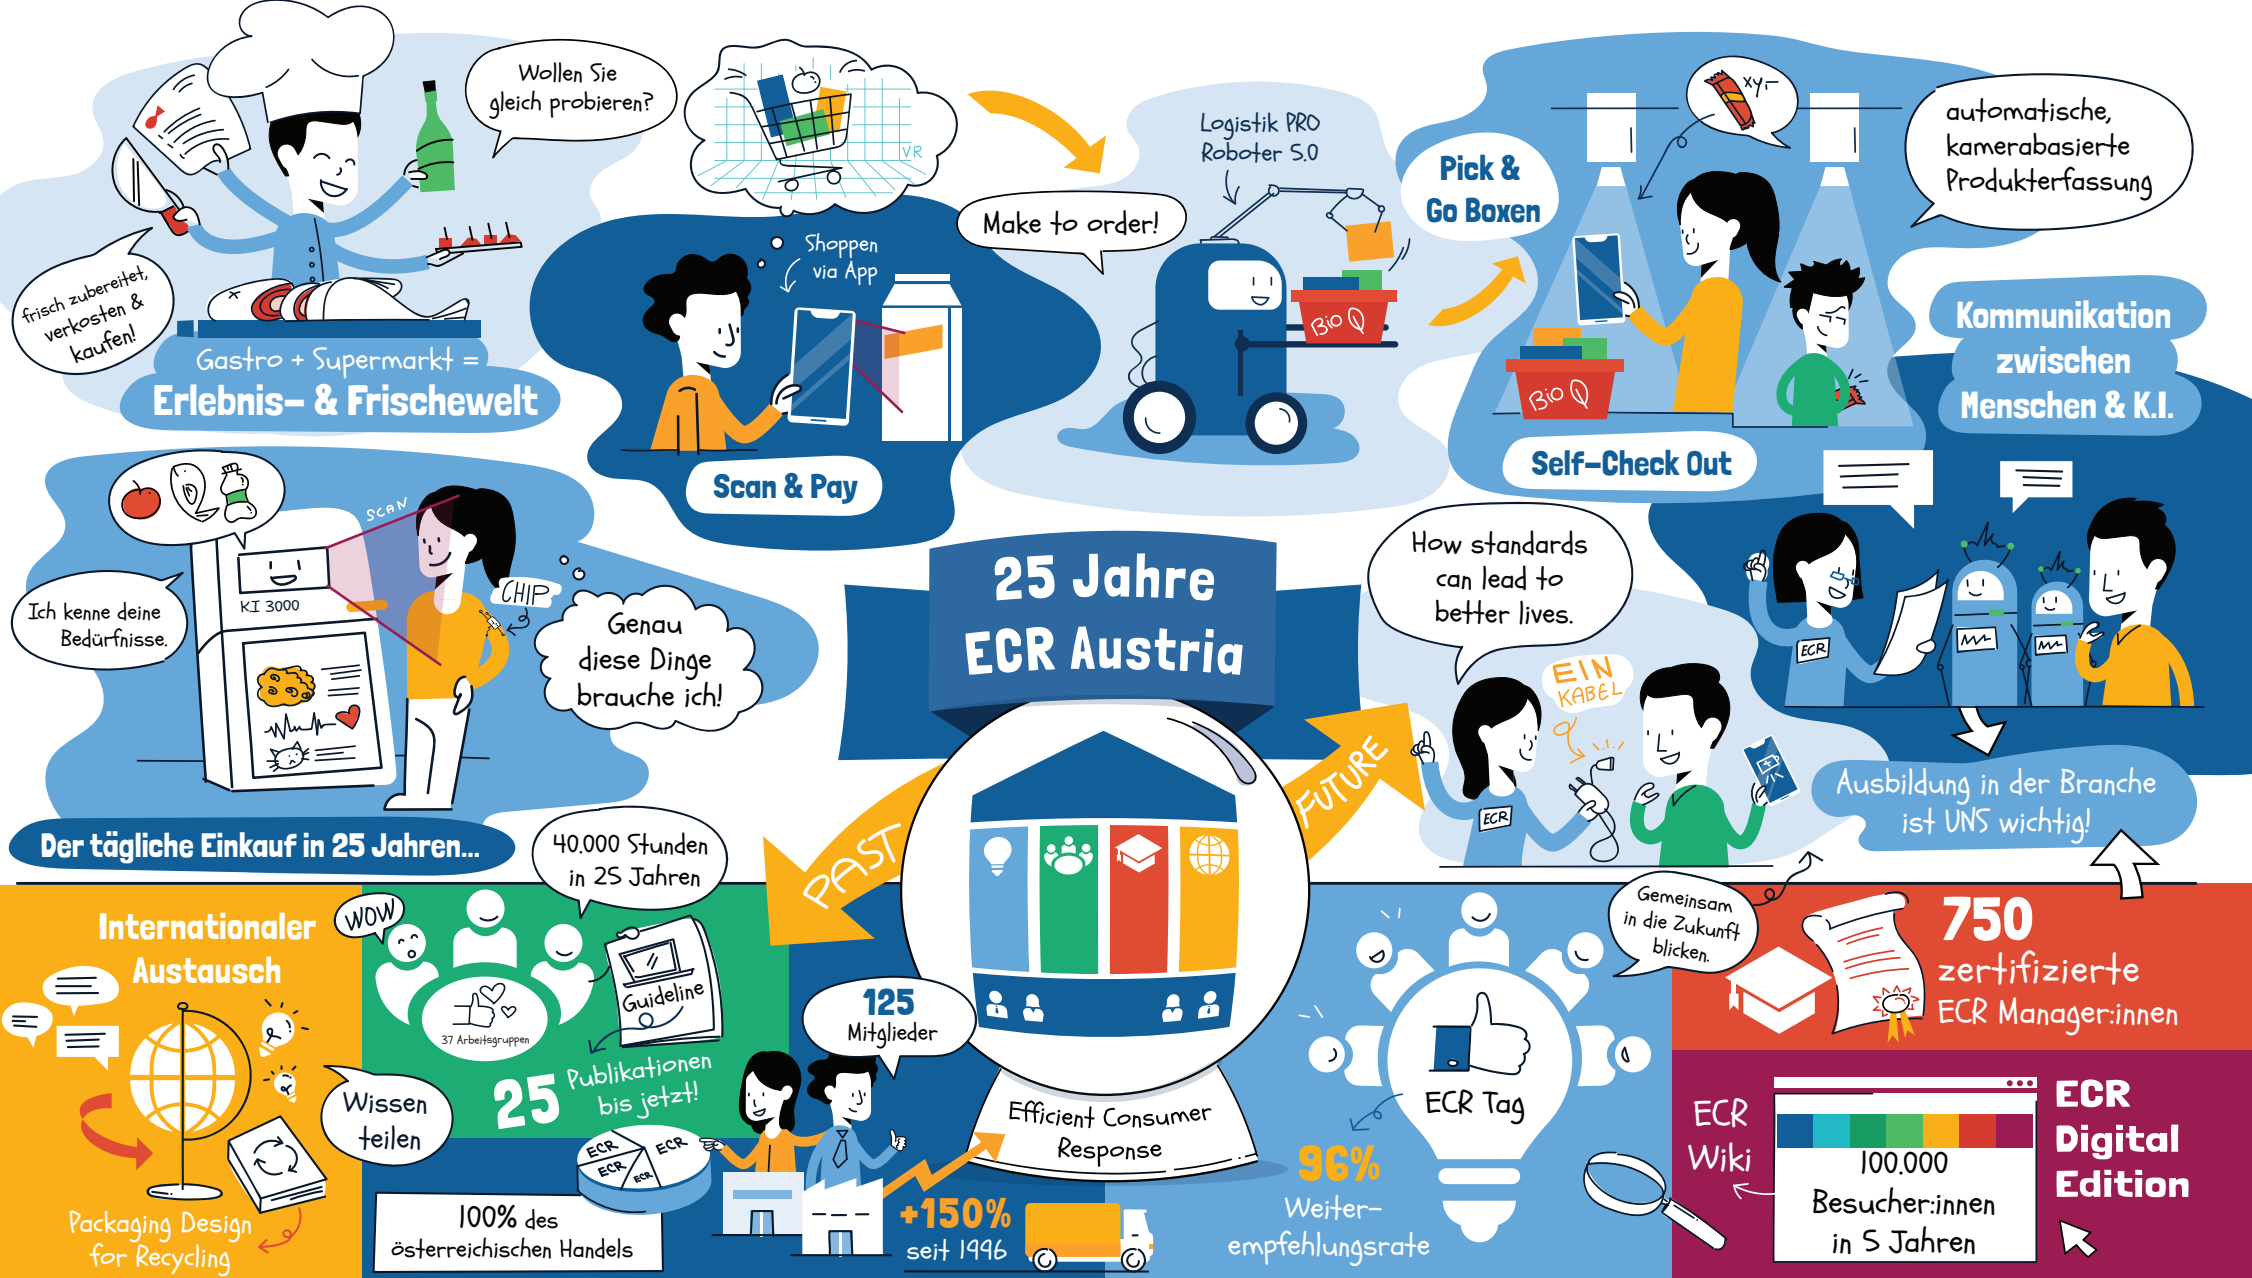 Wollen Sie
gleich probieren?
frisch zubereitet,
verkosten &
kaufen!
Gastro + Supermarkt =
Erlebnis- & Frischewelt
VR
Shoppen
via App
Scan & Pay
Make to order!
Logistik PRO
Roboter 5.0
Bio
Pick &
Go Boxen
xy,-
automatische,
kamerabasierte
Produkterfassung
Bio
Self-Check Out
Kommunikation
zwischen
Menschen & K.I.
SCAN
KI 3000
Ich kenne deine
Bedürfnisse.
CHIP
Genau
diese Dinge
brauche ich!
Der tägliche Einkauf in 25 Jahren...
25 Jahre
ECR Austria
PAST
FUTURE
How standards
can lead to
better lives.
EIN
KABEL
ECR
ECR
Ausbildung in der Branche
ist UNS wichtig!
Internationaler
Austausch
Packaging Design
for Recycling
Wissen
teilen
WOW
40.000 Stunden
in 25 Jahren
37 Arbeitsgruppen
Guideline
25 Publikationen
bis jetzt!
125
Mitglieder
ECR
ECR
ECR
ECR
100% des
österreichischen Handels
+150%
seit 1996
Efficient Consumer
Response
ECR Tag
96%
Weiter-
empfehlungsrate
Gemeinsam
in die Zukunft
blicken.
750
zertifizierte
ECR Manager:innen
ECR
Wiki
100.000
Besucher:innen
in 5 Jahren
ECR
Digital
Edition